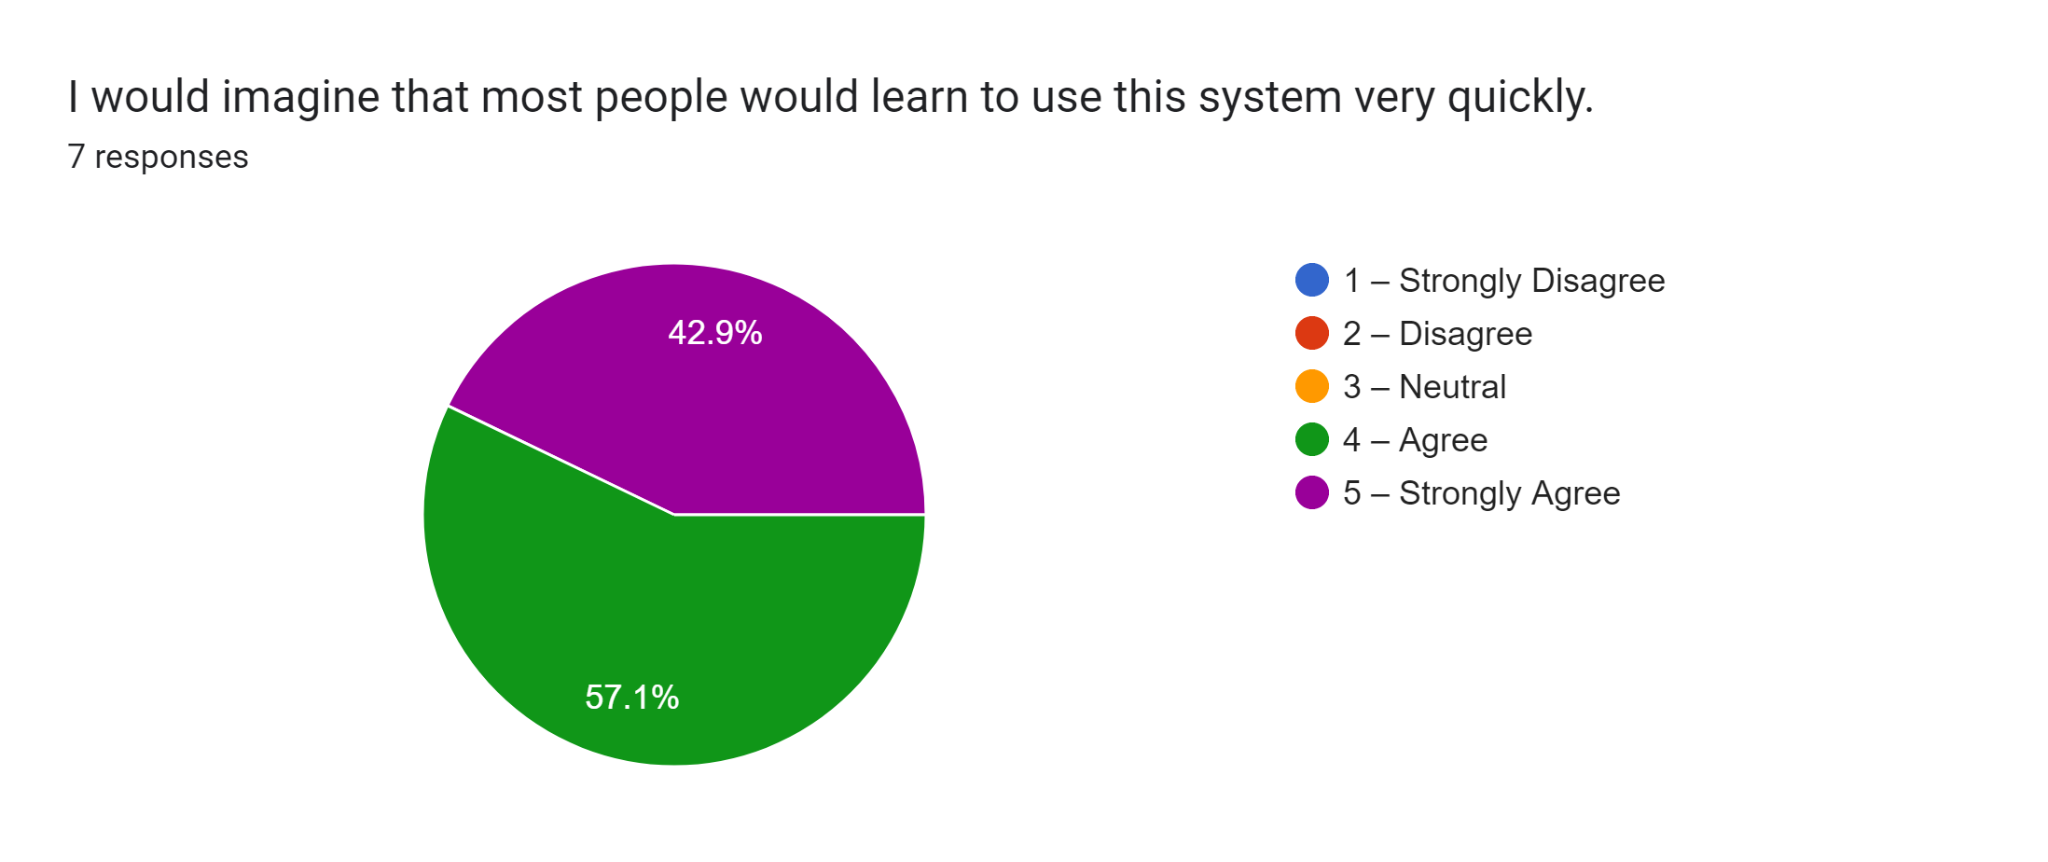 I would imagine that most people would learn to use this system very quickly.
7 responses
42.9%
57.1%
1 – Strongly Disagree
2 – Disagree
3 – Neutral
4 – Agree
5 – Strongly Agree